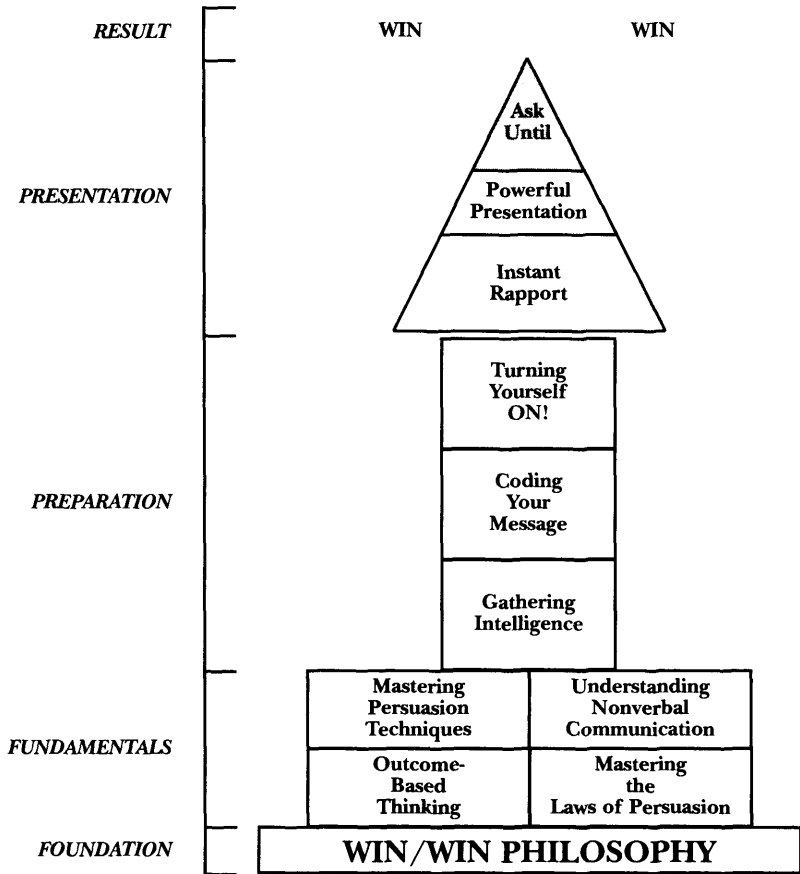 RESULT
WIN WIN
Ask
Until
PRESENTATION
Powerful
Presentation
Instant
Rapport
Turning
Yourself
ON!
PREPARATION
Coding
Your
Message
Gathering
Intelligence
Mastering
Persuasion
Techniques
Understanding
Nonverbal
Communication
FUNDAMENTALS
Outcome-
Based
Thinking
Mastering
the
Laws of Persuasion
FOUNDATION
WIN/WIN PHILOSOPHY